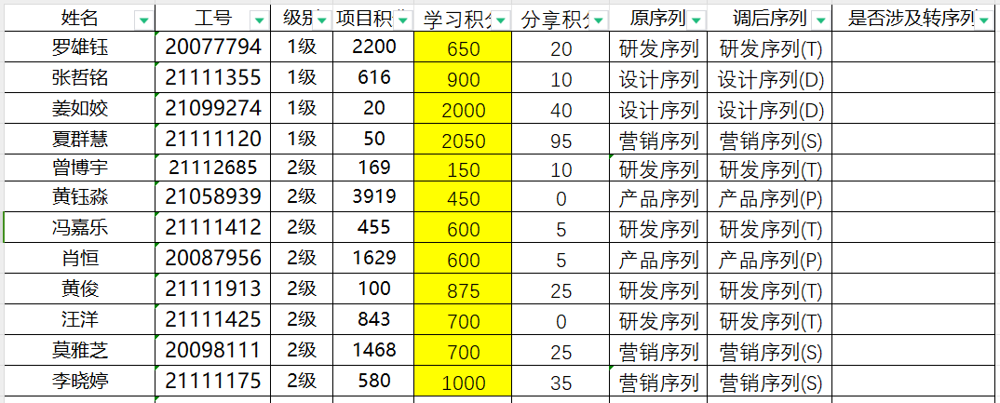 姓名 工号 级别 项目积 学习积分 分享积分 原序列 调后序列 是否涉及转序列
罗雄钰 20077794 1级 2200 650 20 研发序列 研发序列(T)
张哲铭 21111355 1级 616 900 10 设计序列 设计序列(D)
姜如姣 21099274 1级 20 2000 40 设计序列 设计序列(D)
夏群慧 21111120 1级 50 2050 95 营销序列 营销序列(S)
曾博宇 21112685 2级 169 150 10 研发序列 研发序列(T)
黄钰淼 21058939 2级 3919 450 0 产品序列 产品序列(P)
冯嘉乐 21111412 2级 455 600 5 研发序列 研发序列(T)
肖恒 20087956 2级 1629 600 5 产品序列 产品序列(P)
黄俊 21111913 2级 100 875 25 研发序列 研发序列(T)
汪洋 21111425 2级 843 700 0 研发序列 研发序列(T)
莫雅芝 20098111 2级 1468 700 25 营销序列 营销序列(S)
李晓婷 21111175 2级 580 1000 35 营销序列 营销序列(S)